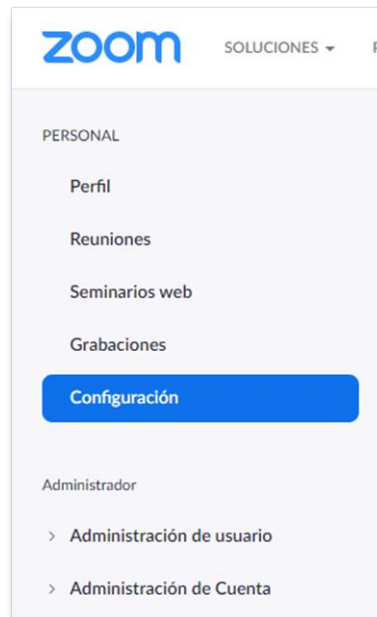 zoom SOLUCIONES
PERSONAL
Perfil
Reuniones
Seminarios web
Grabaciones
Configuración
Administrador
Administración de usuario
Administración de Cuenta